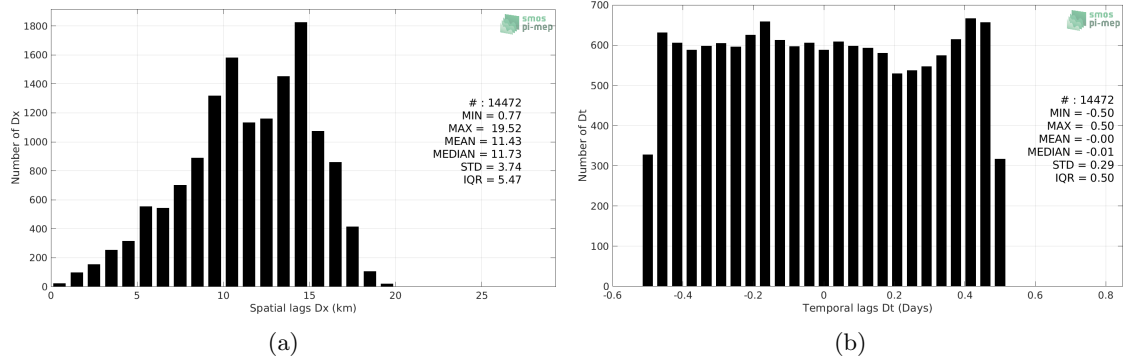 1800
1600
1400
1200
1000
800
600
400
200
0
Number of Dx
smos
pi-mep
# : 14472
MIN = 0.77
MAX = 19.52
MEAN = 11.43
MEDIAN = 11.73
STD = 3.74
IQR = 5.47
0 5 10 15 20 25
Spatial lags Dx (km)
(a)
700
600
500
400
300
200
100
0
Number of Dt
smos
pi-mep
# : 14472
MIN = -0.50
MAX = 0.50
MEAN = -0.00
MEDIAN = -0.01
STD = 0.29
IQR = 0.50
-0.6 -0.4 -0.2 0 0.2 0.4 0.6 0.8
Temporal lags Dt (Days)
(b)